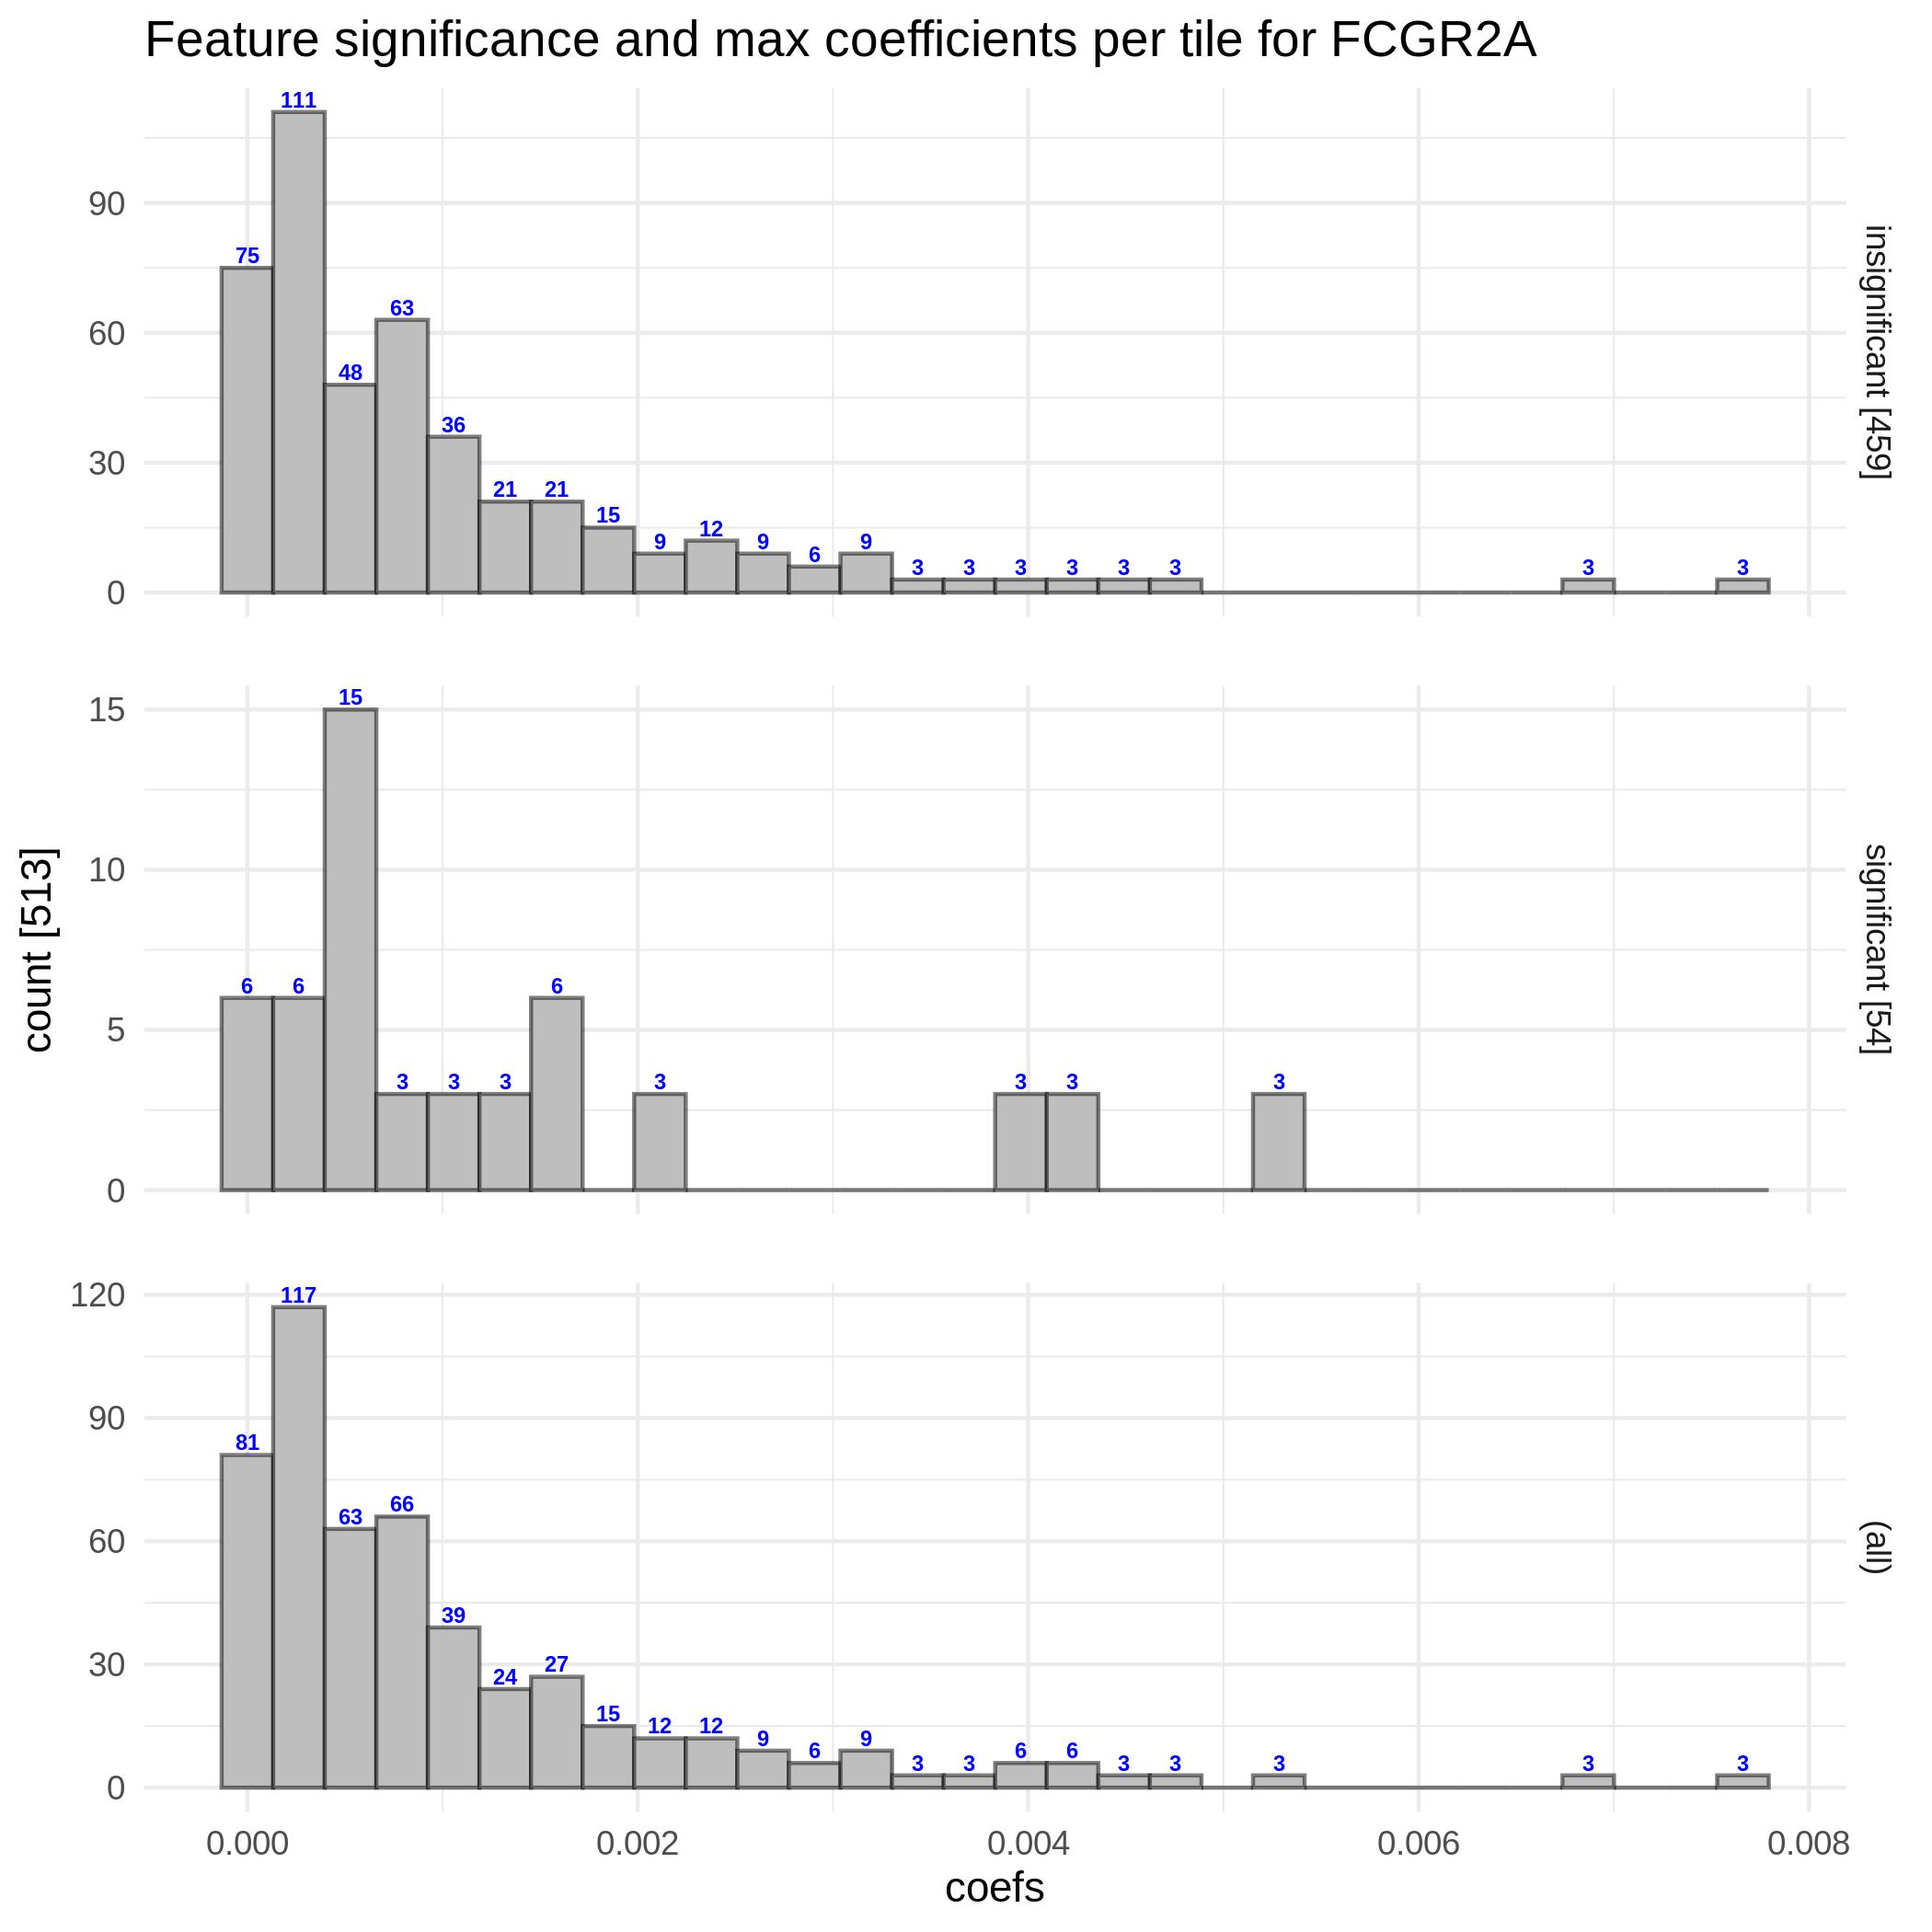 Feature significance and max coefficients per tile for FCGR2A
111
90
75
63
60
48
36
30
21 21
15
9 12 9 6 9
3 3 3 3 3 3 3 3
0
insignificant [459]
15
15
10
6 6 6
5
3 3 3 3 3 3 3
0
significant [54]
count [513]
120
117
90
81
63 66
60
39
30
24 27
15 12 12 9 6 9
3 3 6 6 3 3 3 3 3
0
(all)
0.000 0.002 0.004 0.006 0.008
coefs